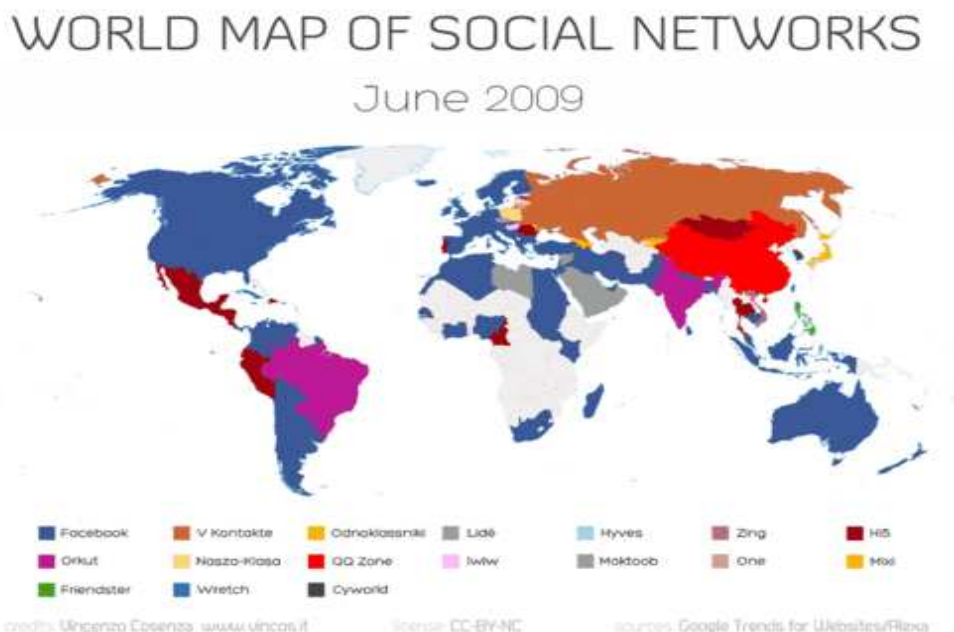 WORLD MAP OF SOCIAL NETWORKS
June 2009
Facebook V Kontakte Odnoklassniki Lidé Hyves Zing Hi5
Orkut Nasza-Klasa QQ Zone Iwiw Maktoob One Mixi
Friendster Wretch Cyworld
credits: Vincenzo Cosenza www.vincos.it license: CC-BY-NC sources: Google Trends for Websites/Alexa